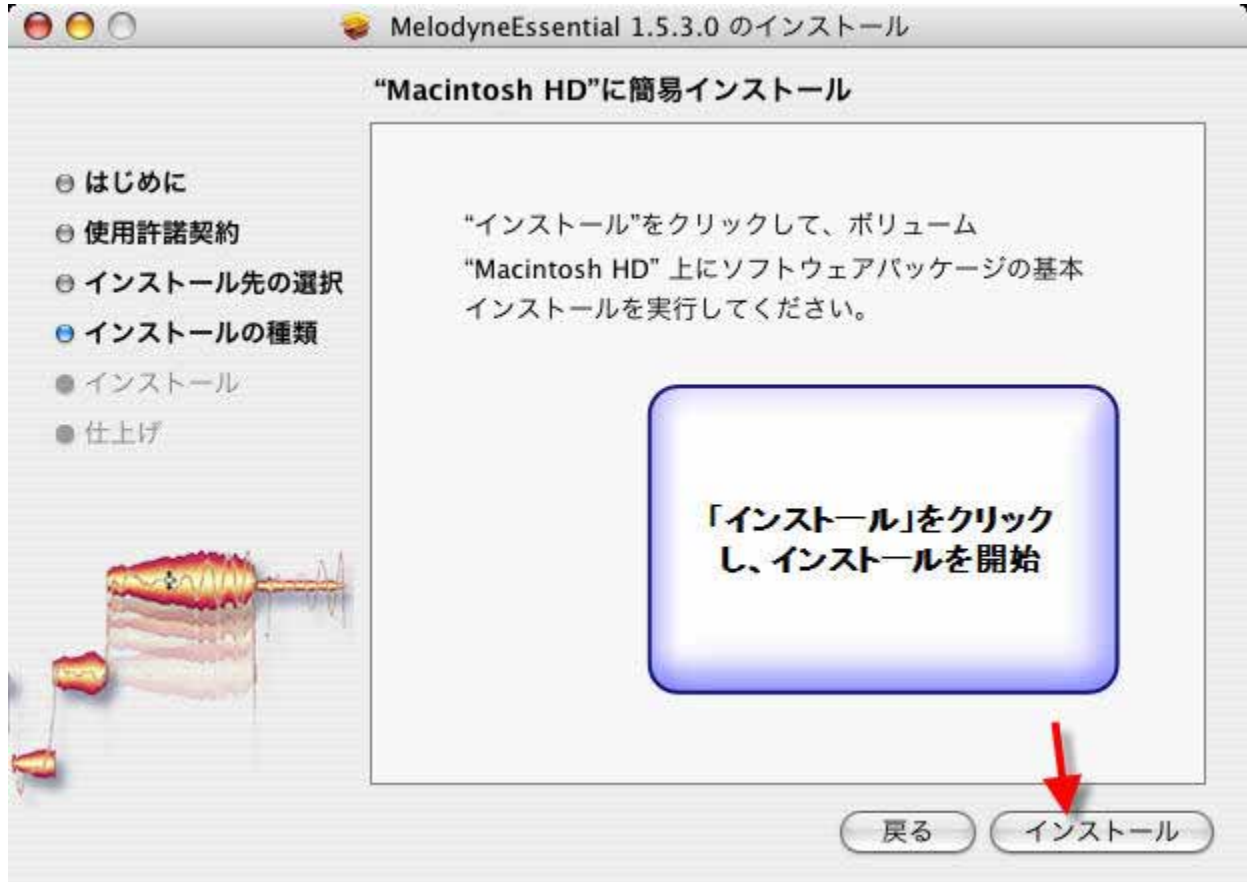 MelodyneEssential 1.5.3.0 のインストール
“Macintosh HD”に簡易インストール
はじめに
使用許諾契約
インストール先の選択
インストールの種類
インストール
仕上げ
“インストール”をクリックして、ボリューム
“Macintosh HD” 上にソフトウェアパッケージの基本
インストールを実行してください。
「インストール」をクリック
し、インストールを開始
戻る
インストール